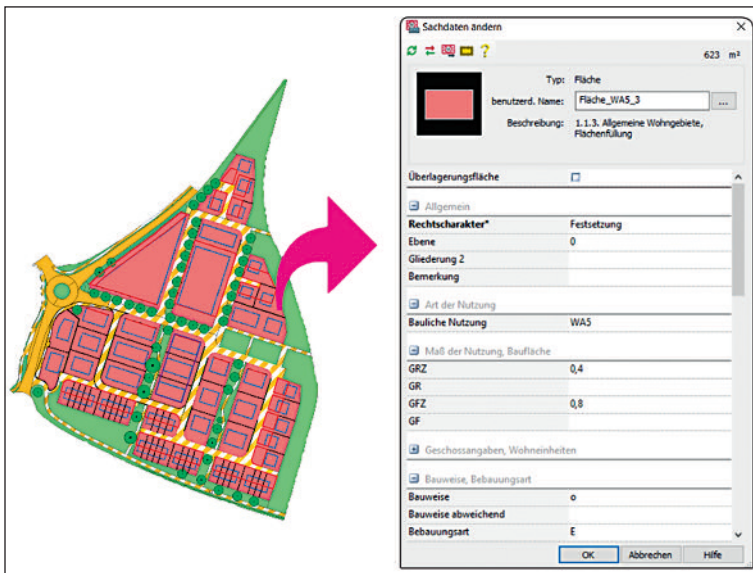 Sachdaten ändern
623 m²
Typ: Fläche
benutzerd. Name: Fläche_WA5_3 ...
Beschreibung: 1.1.3. Allgemeine Wohngebiete,
Flächenfüllung
Überlagerungsfläche
Allgemein
Rechtscharakter* Festsetzung
Ebene 0
Gliederung 2
Bemerkung
Art der Nutzung
Bauliche Nutzung WA5
Maß der Nutzung, Baufläche
GRZ 0,4
GR
GFZ 0,8
GF
Geschossangaben, Wohneinheiten
Bauweise, Bebauungsart
Bauweise o
Bauweise abweichend
Bebauungsart E
OK Abbrechen Hilfe